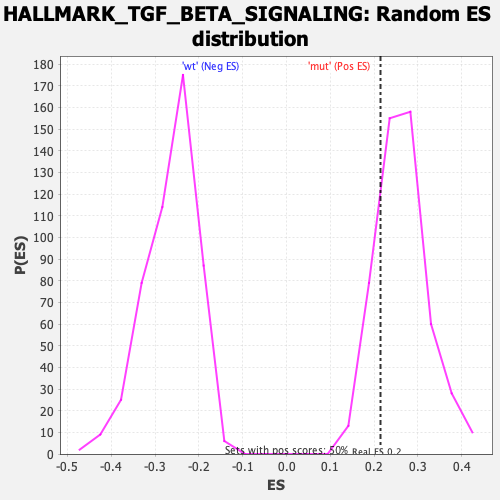 HALLMARK_TGF_BETA_SIGNALING: Random ES
distribution
'wt' (Neg ES)
'mut' (Pos ES)
180
170
160
150
140
130
120
110
100
90
80
70
60
50
40
30
20
10
0
P(ES)
Sets with pos scores: 50%
Real ES 0.2
-0.5 -0.4 -0.3 -0.2 -0.1 0.0 0.1 0.2 0.3 0.4
ES